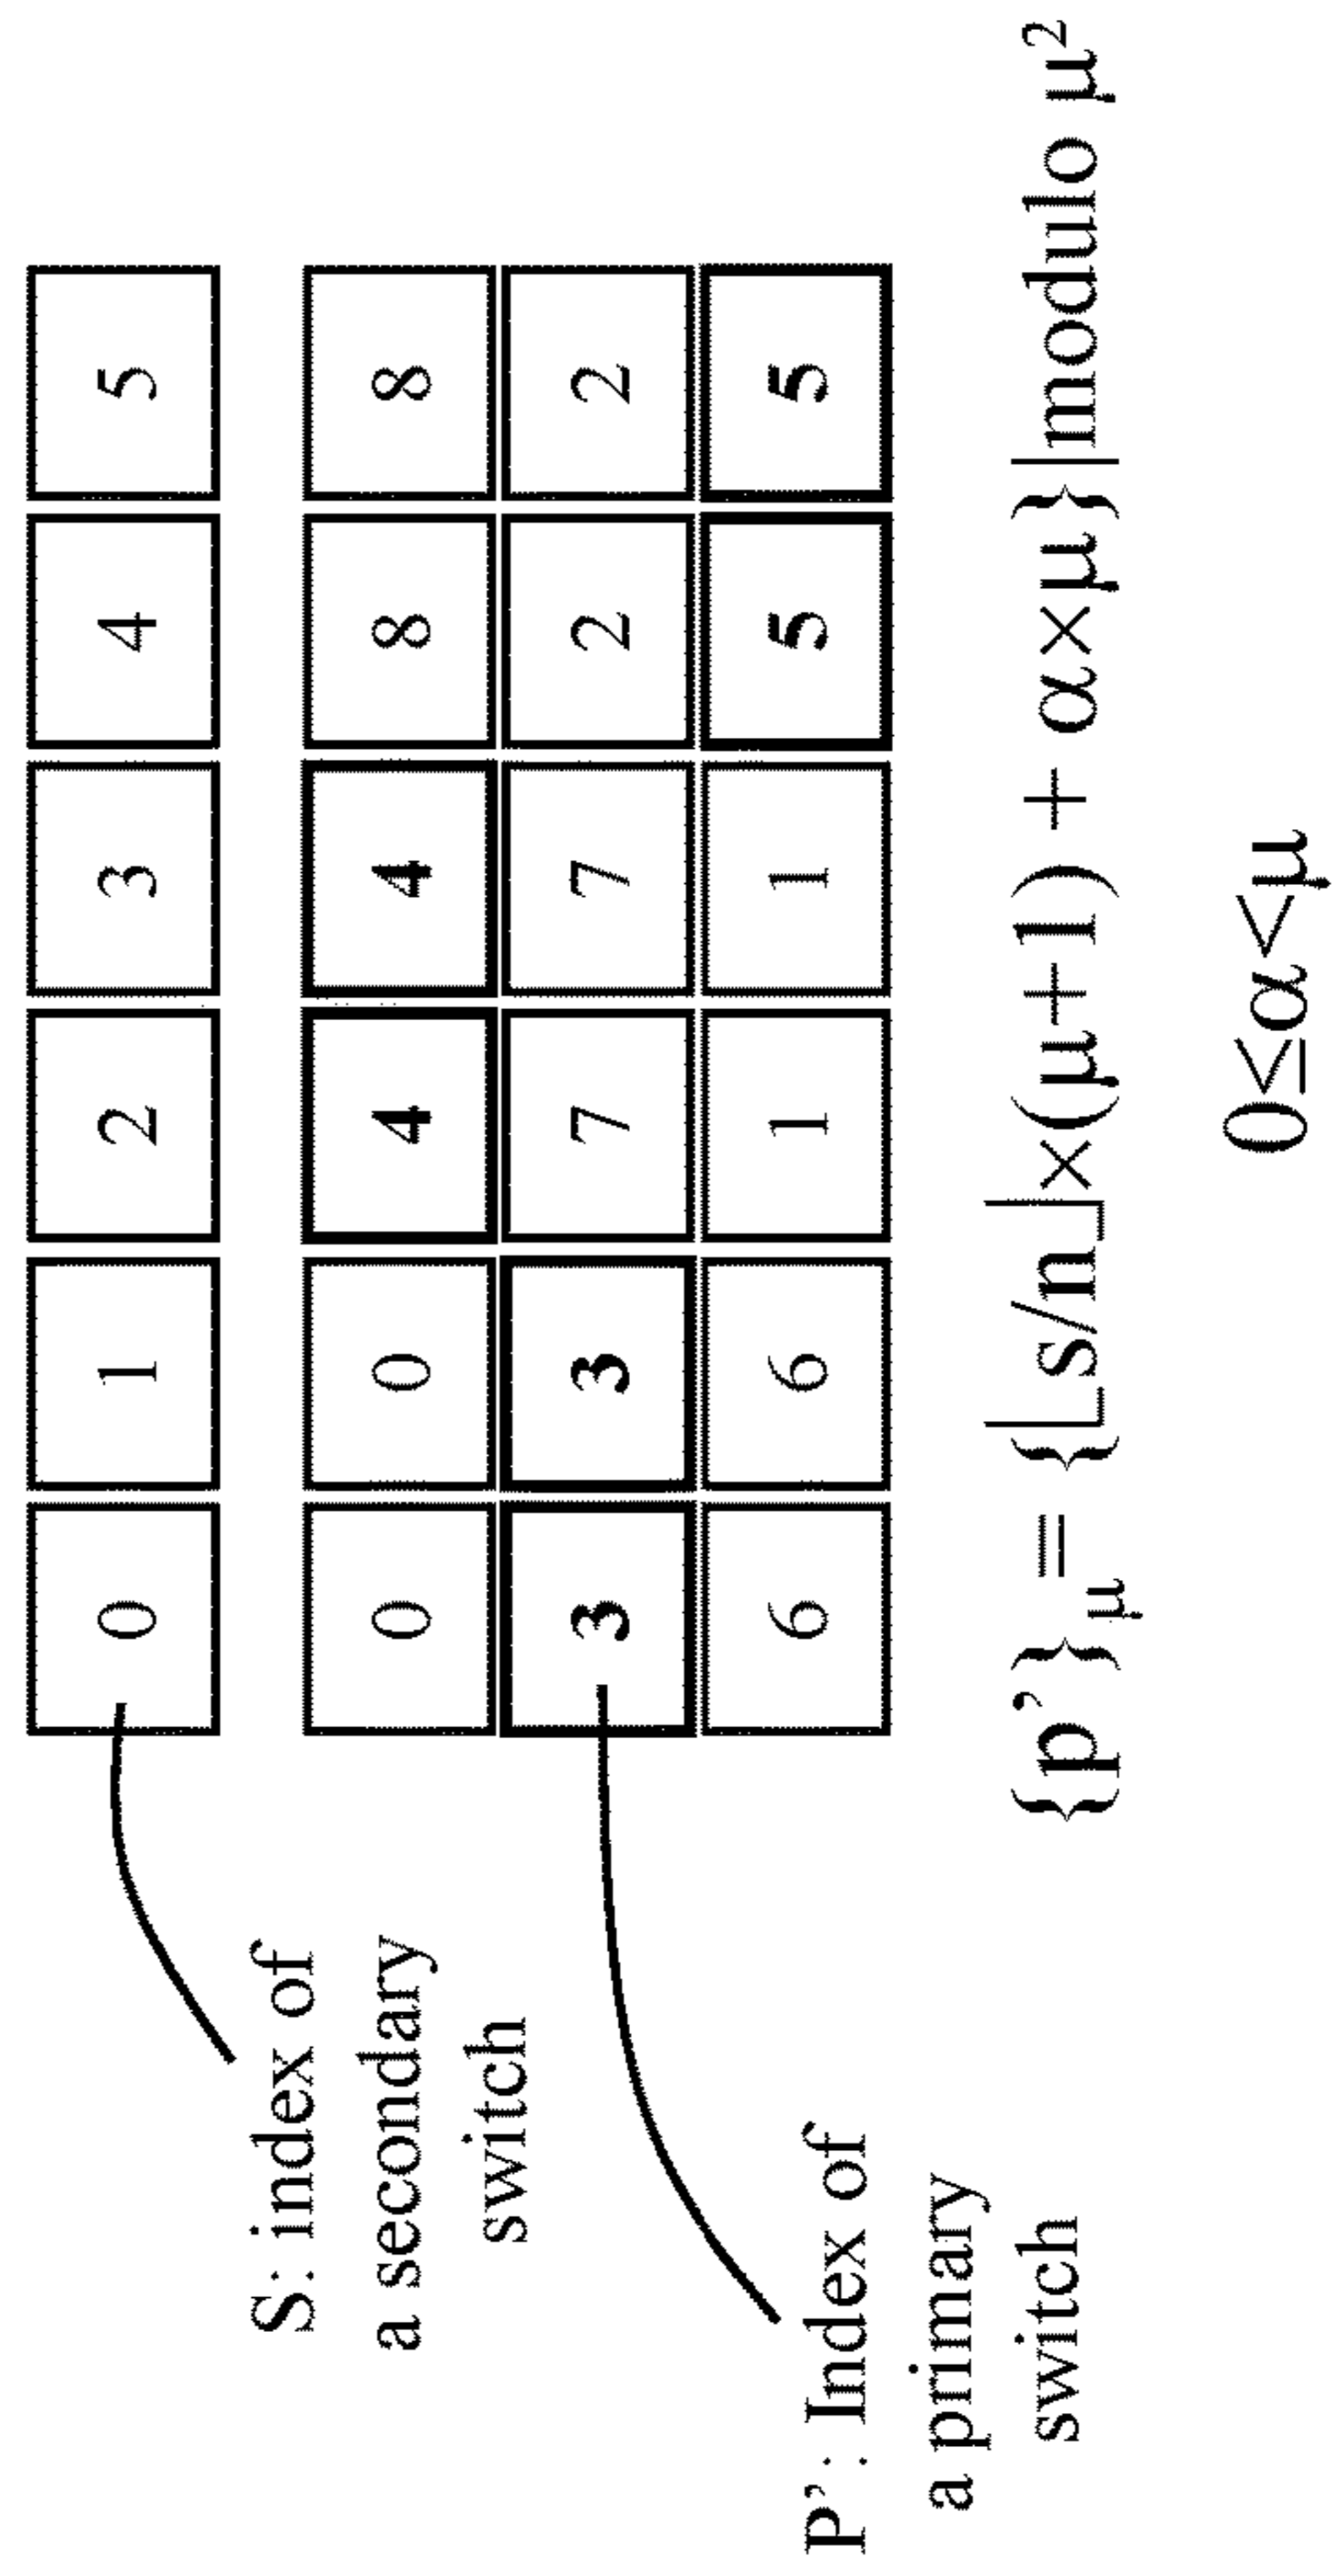 0 1 2 3 4 5
S: index of
a secondary
switch
0 0 4 4 8 8
3 3 7 7 2 2
6 6 1 1 5 5
P’: Index of
a primary
switch
{p’}μ = {⌊s/n⌋×(μ+1) + α×μ}|modulo μ²
0≤α<μ